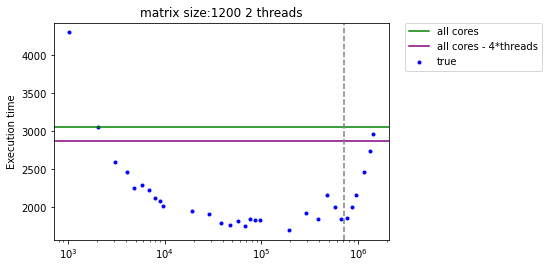 matrix size:1200 2 threads
all cores
all cores - 4*threads
true
Execution time
4000
3500
3000
2500
2000
10³ 10⁴ 10⁵ 10⁶